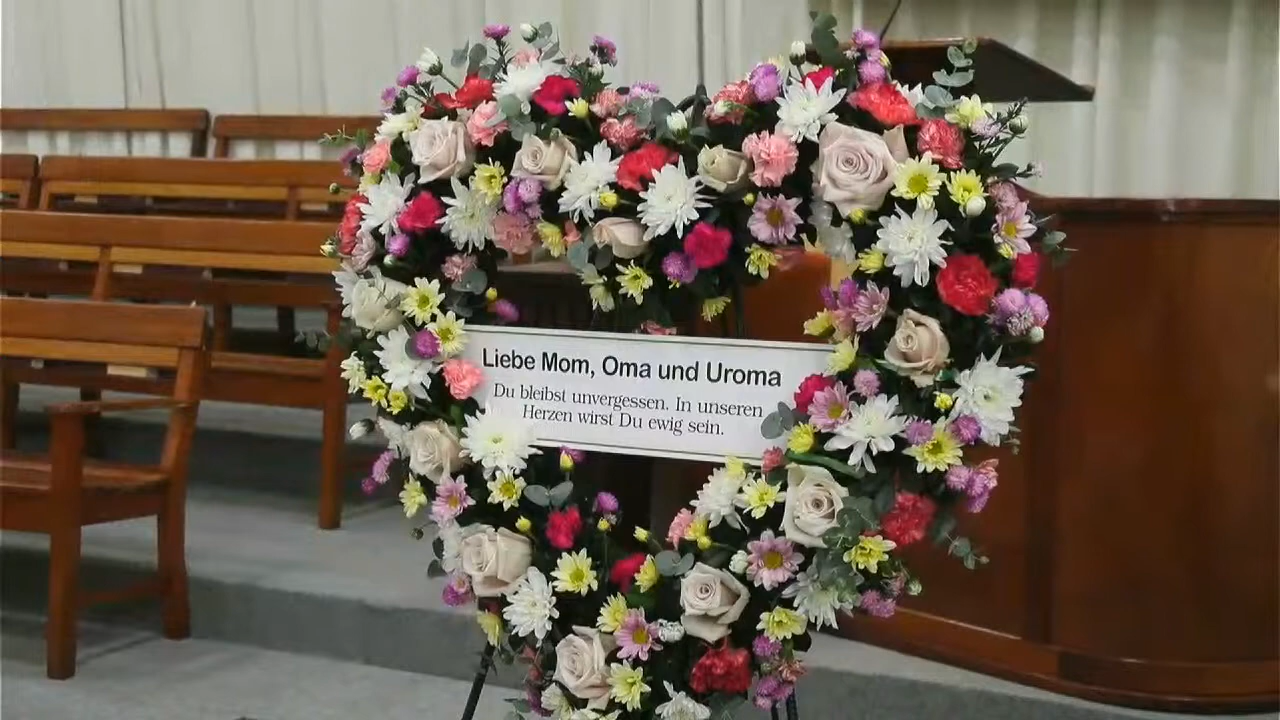 Liebe Mom, Oma und Uroma
Du bleibst unvergessen. In unseren
Herzen wirst Du ewig sein.